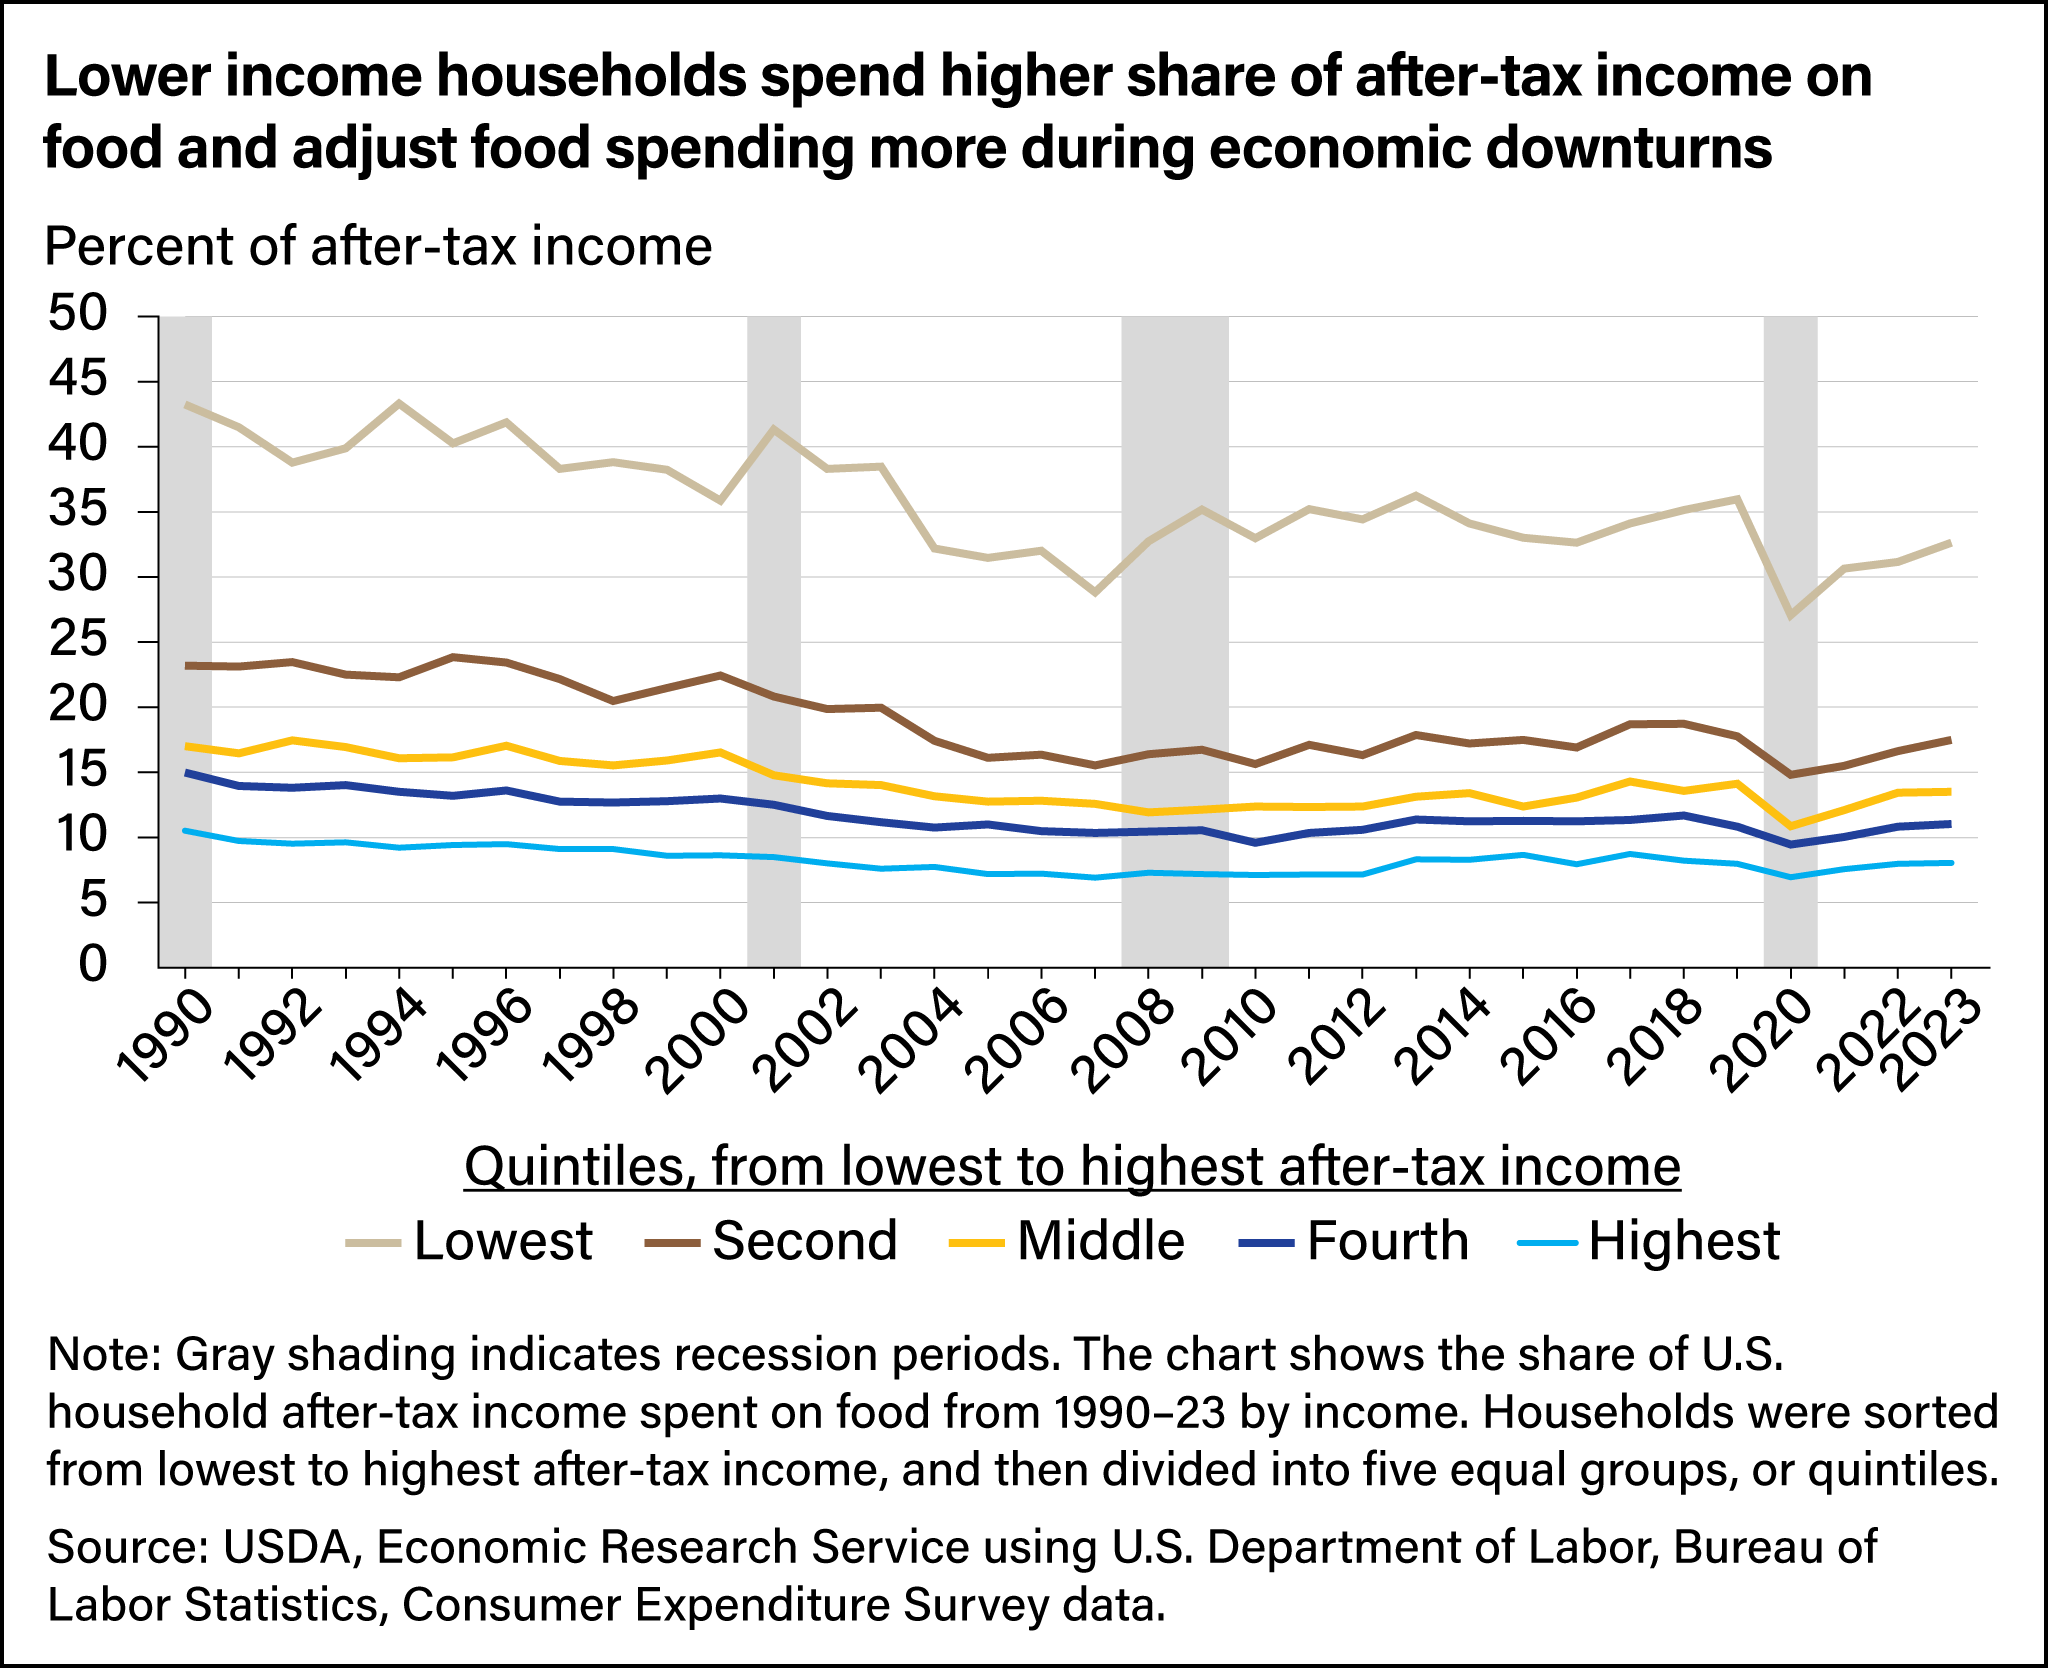 Lower income households spend higher share of after-tax income on
food and adjust food spending more during economic downturns
Percent of after-tax income
50
45
40
35
30
25
20
15
10
5
0
1990
1992
1994
1996
1998
2000
2002
2004
2006
2008
2010
2012
2014
2016
2018
2020
2022
2023
Quintiles, from lowest to highest after-tax income
Lowest Second Middle Fourth Highest
Note: Gray shading indicates recession periods. The chart shows the share of U.S.
household after-tax income spent on food from 1990–23 by income. Households were sorted
from lowest to highest after-tax income, and then divided into five equal groups, or quintiles.
Source: USDA, Economic Research Service using U.S. Department of Labor, Bureau of
Labor Statistics, Consumer Expenditure Survey data.